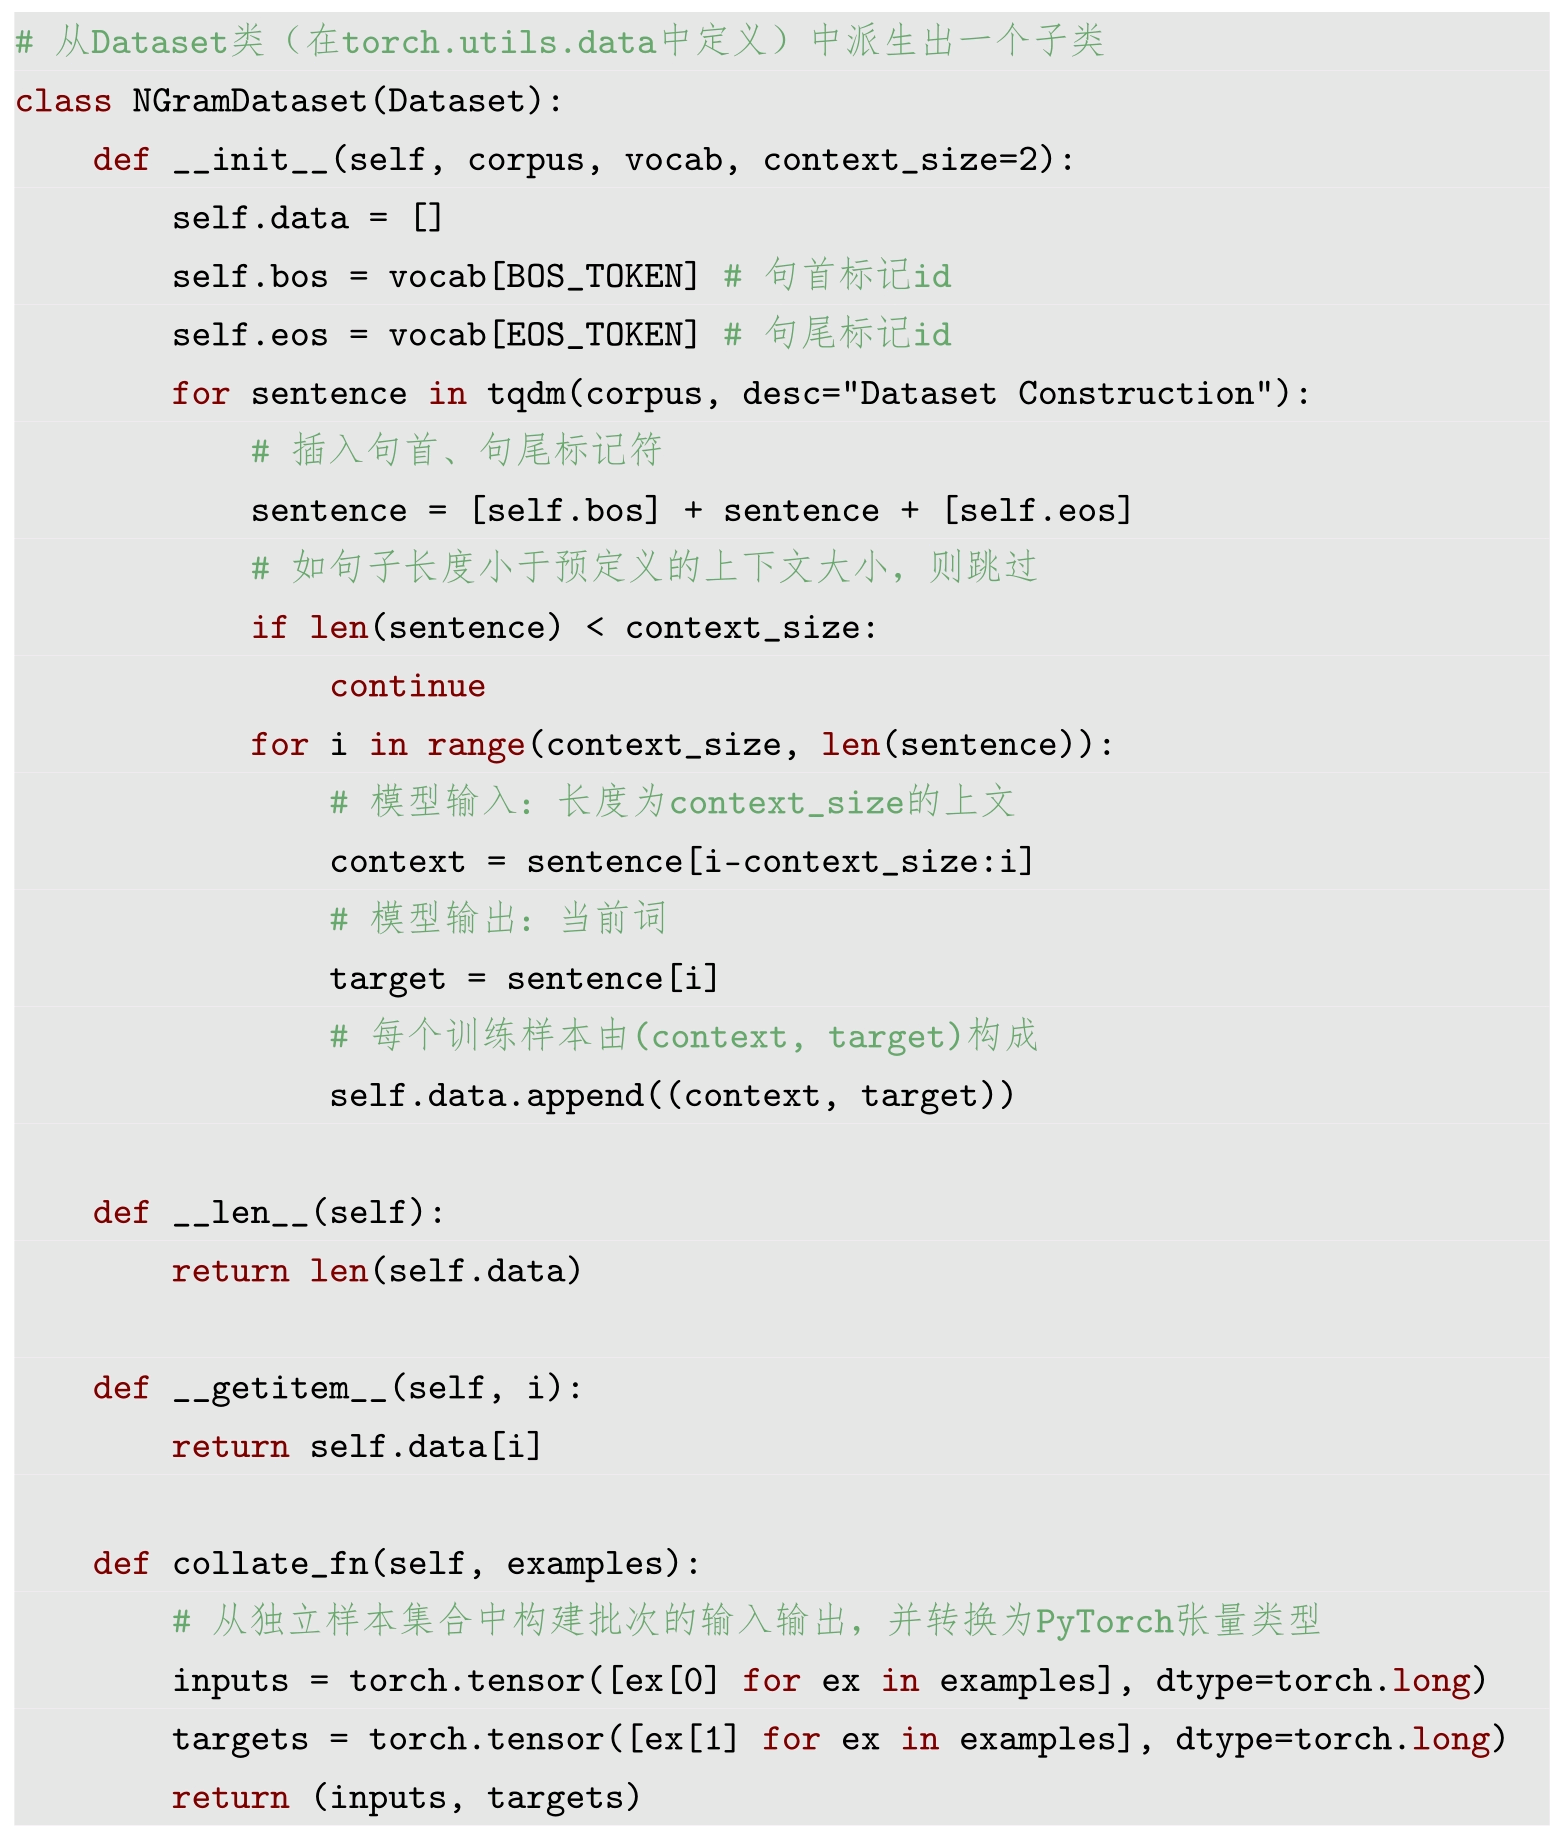 # 从Dataset类（在torch.utils.data中定义）中派生出一个子类
class NGramDataset(Dataset):
    def __init__(self, corpus, vocab, context_size=2):
        self.data = []
        self.bos = vocab[BOS_TOKEN] # 句首标记id
        self.eos = vocab[EOS_TOKEN] # 句尾标记id
        for sentence in tqdm(corpus, desc="Dataset Construction"):
            # 插入句首、句尾标记符
            sentence = [self.bos] + sentence + [self.eos]
            # 如句子长度小于预定义的上下文大小，则跳过
            if len(sentence) < context_size:
                continue
            for i in range(context_size, len(sentence)):
                # 模型输入：长度为context_size的上文
                context = sentence[i-context_size:i]
                # 模型输出：当前词
                target = sentence[i]
                # 每个训练样本由(context, target)构成
                self.data.append((context, target))

    def __len__(self):
        return len(self.data)

    def __getitem__(self, i):
        return self.data[i]

    def collate_fn(self, examples):
        # 从独立样本集合中构建批次的输入输出，并转换为PyTorch张量类型
        inputs = torch.tensor([ex[0] for ex in examples], dtype=torch.long)
        targets = torch.tensor([ex[1] for ex in examples], dtype=torch.long)
        return (inputs, targets)